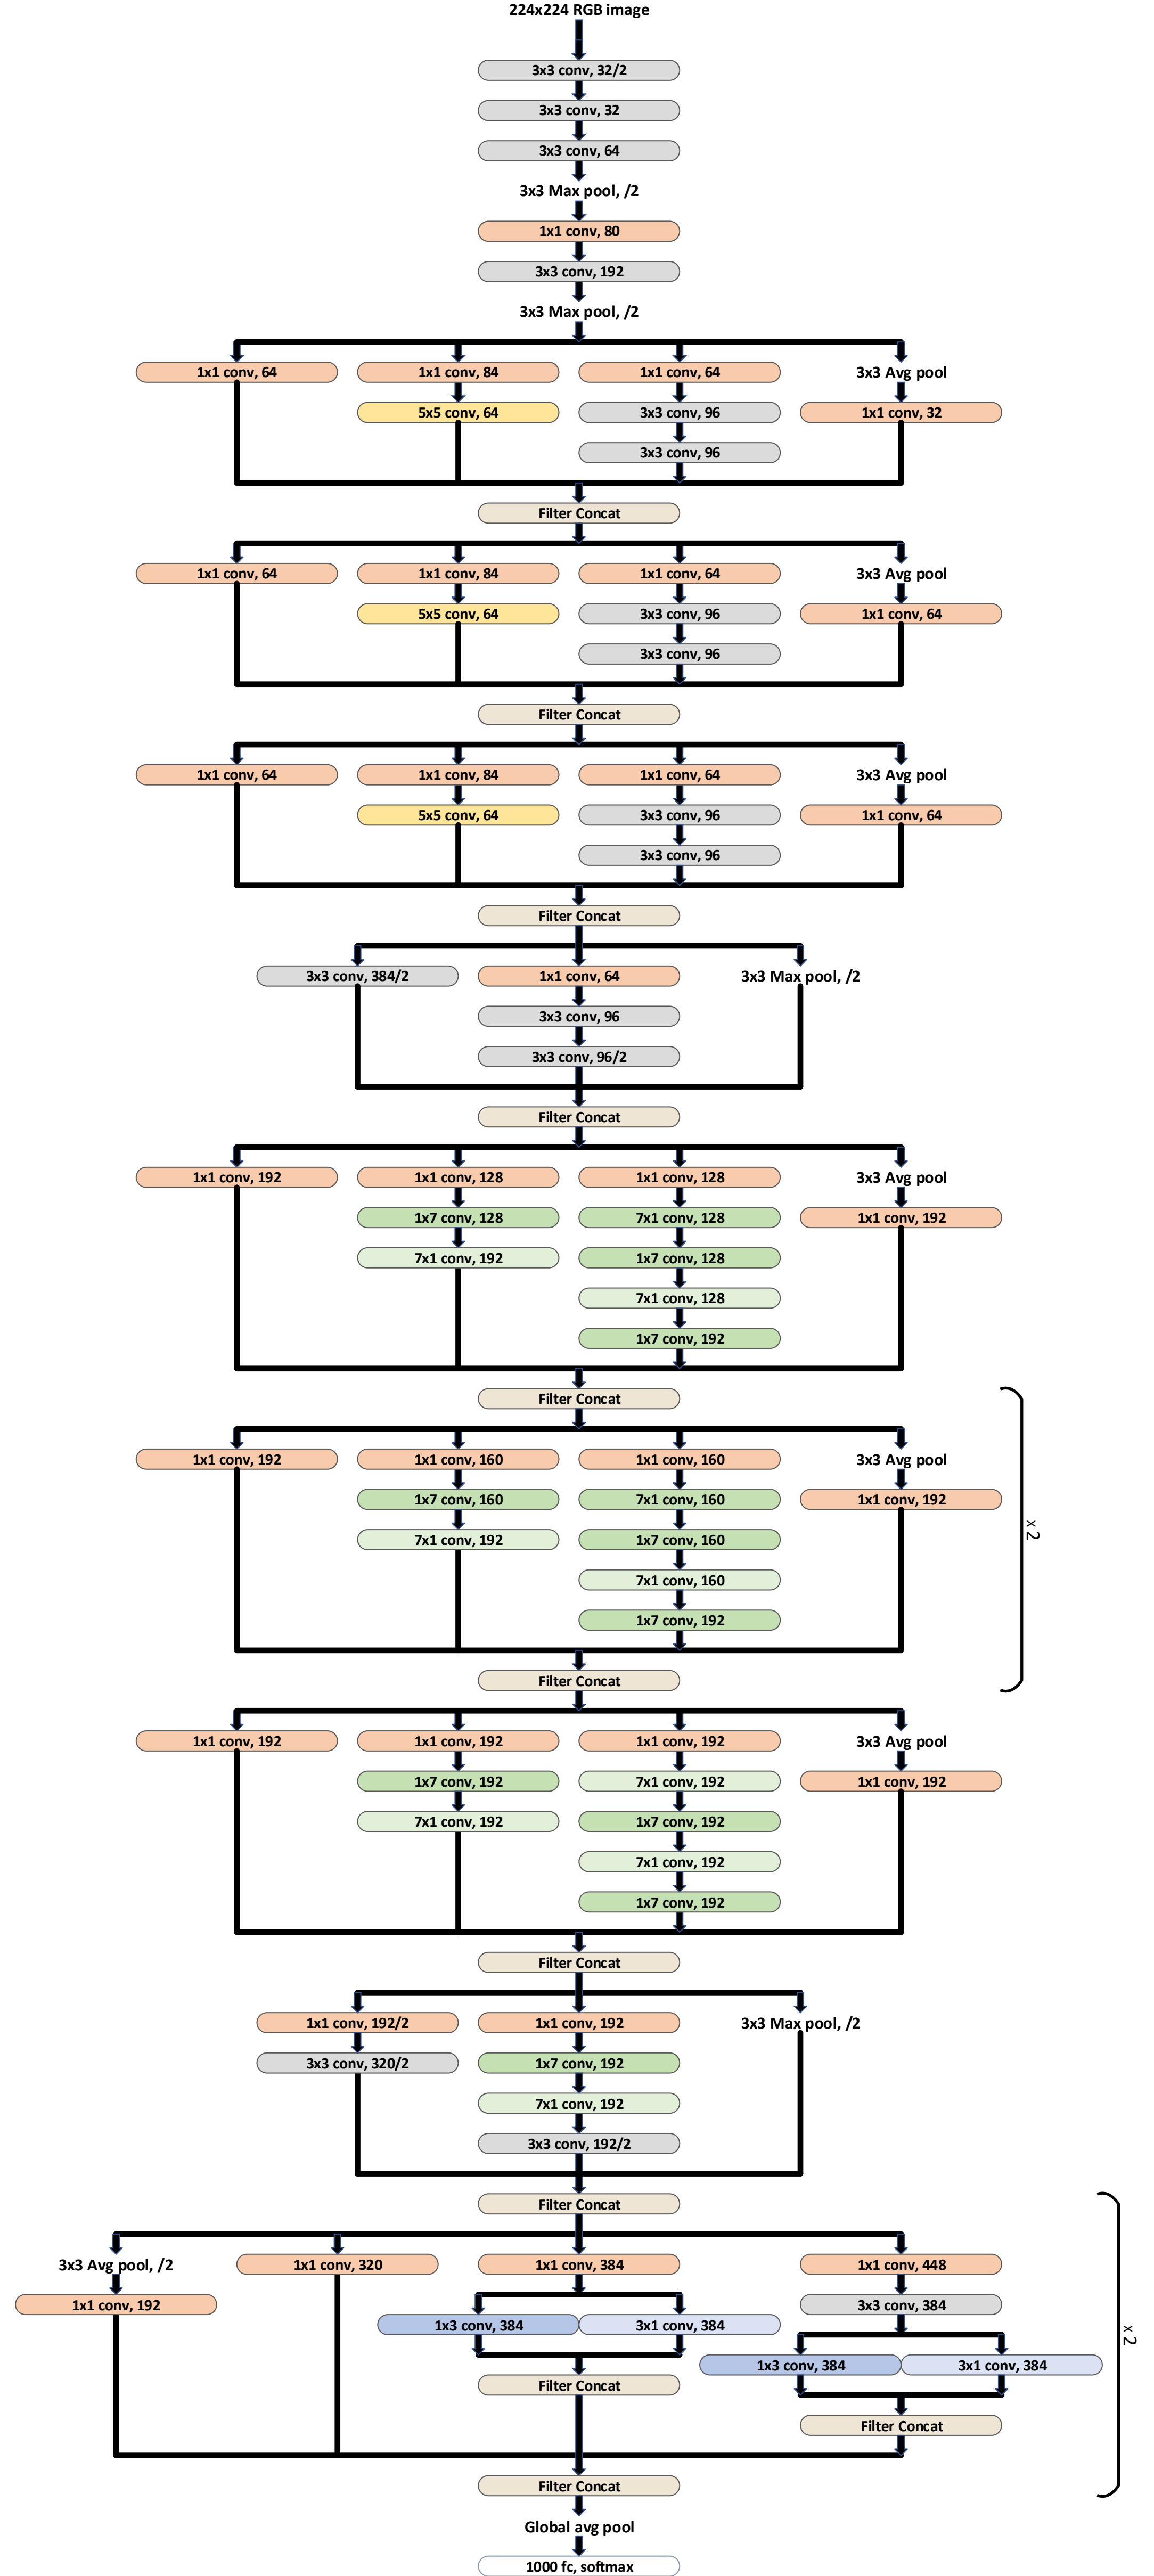 224x224 RGB image
3x3 conv, 32/2
3x3 conv, 32
3x3 conv, 64
3x3 Max pool, /2
1x1 conv, 80
3x3 conv, 192
3x3 Max pool, /2
1x1 conv, 64 1x1 conv, 84 1x1 conv, 64 3x3 Avg pool
5x5 conv, 64 3x3 conv, 96 1x1 conv, 32
3x3 conv, 96
Filter Concat
1x1 conv, 64 1x1 conv, 84 1x1 conv, 64 3x3 Avg pool
5x5 conv, 64 3x3 conv, 96 1x1 conv, 64
3x3 conv, 96
Filter Concat
1x1 conv, 64 1x1 conv, 84 1x1 conv, 64 3x3 Avg pool
5x5 conv, 64 3x3 conv, 96 1x1 conv, 64
3x3 conv, 96
Filter Concat
3x3 conv, 384/2 1x1 conv, 64 3x3 Max pool, /2
3x3 conv, 96
3x3 conv, 96/2
Filter Concat
1x1 conv, 192 1x1 conv, 128 1x1 conv, 128 3x3 Avg pool
1x7 conv, 128 7x1 conv, 128 1x1 conv, 192
7x1 conv, 192 1x7 conv, 128
7x1 conv, 128
1x7 conv, 192
Filter Concat
1x1 conv, 192 1x1 conv, 160 1x1 conv, 160 3x3 Avg pool
1x7 conv, 160 7x1 conv, 160 1x1 conv, 192
x 2
7x1 conv, 192 1x7 conv, 160
7x1 conv, 160
1x7 conv, 192
Filter Concat
1x1 conv, 192 1x1 conv, 192 1x1 conv, 192 3x3 Avg pool
1x7 conv, 192 7x1 conv, 192 1x1 conv, 192
7x1 conv, 192 1x7 conv, 192
7x1 conv, 192
1x7 conv, 192
Filter Concat
1x1 conv, 192/2 1x1 conv, 192 3x3 Max pool, /2
3x3 conv, 320/2 1x7 conv, 192
7x1 conv, 192
3x3 conv, 192/2
Filter Concat
3x3 Avg pool, /2 1x1 conv, 320 1x1 conv, 384 1x1 conv, 448
1x1 conv, 192 3x3 conv, 384
1x3 conv, 384 3x1 conv, 384
x 2
1x3 conv, 384 3x1 conv, 384
Filter Concat
Filter Concat
Filter Concat
Global avg pool
1000 fc, softmax